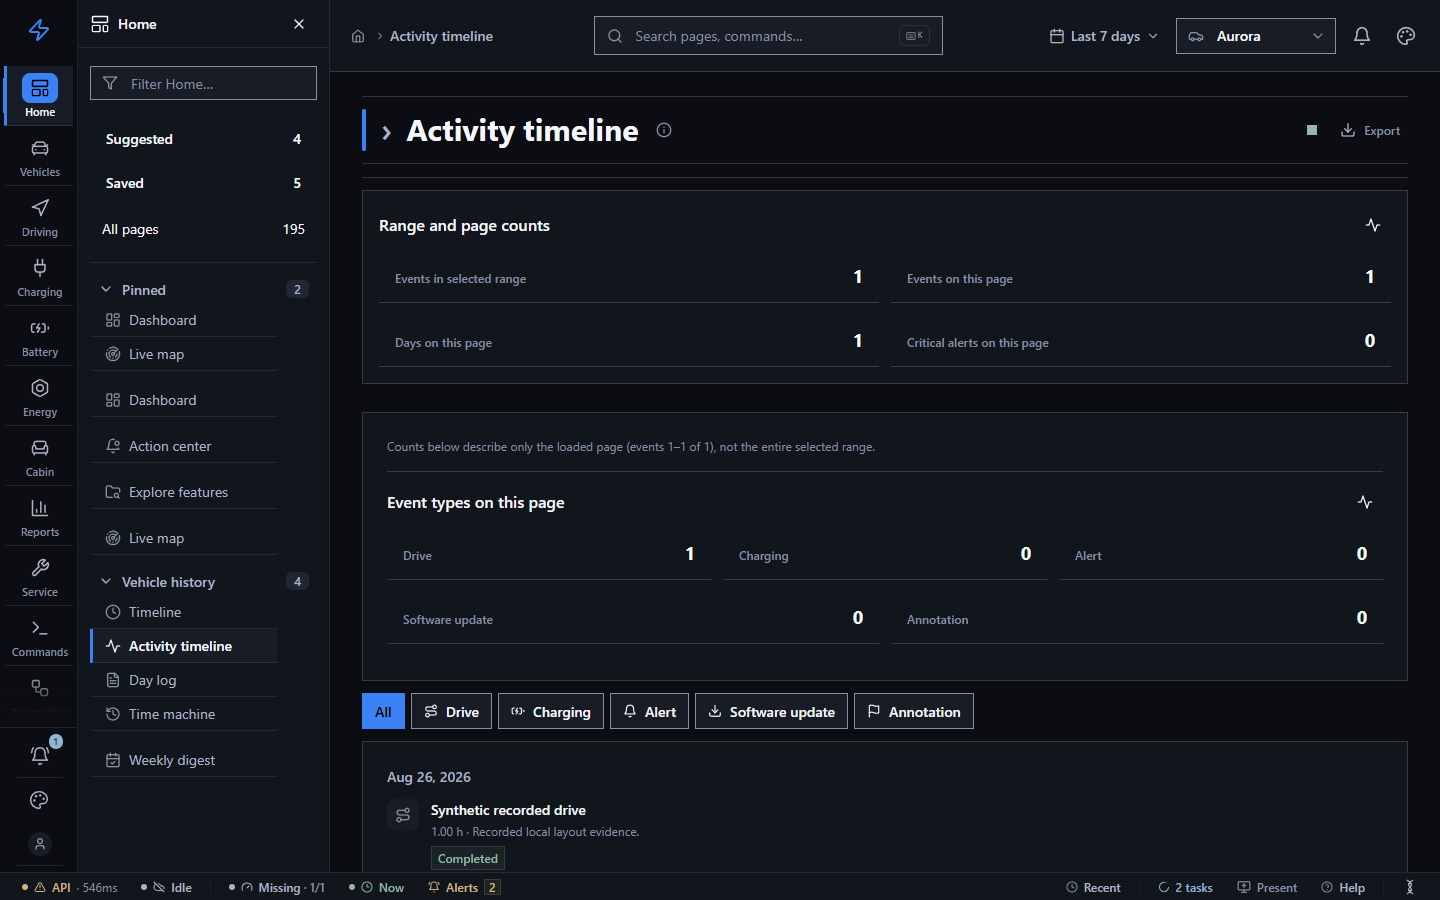 Home
Vehicles
Driving
Charging
Battery
Energy
Cabin
Reports
Service
Commands
1
Home
Filter Home...
Suggested 4
Saved 5
All pages 195
Pinned 2
Dashboard
Live map
Dashboard
Action center
Explore features
Live map
Vehicle history 4
Timeline
Activity timeline
Day log
Time machine
Weekly digest
Activity timeline
Search pages, commands... K
Last 7 days
Aurora
Activity timeline
Export
Range and page counts
Events in selected range 1
Events on this page 1
Days on this page 1
Critical alerts on this page 0
Counts below describe only the loaded page (events 1–1 of 1), not the entire selected range.
Event types on this page
Drive 1
Charging 0
Alert 0
Software update 0
Annotation 0
All
Drive
Charging
Alert
Software update
Annotation
Aug 26, 2026
Synthetic recorded drive
1.00 h · Recorded local layout evidence.
Completed
API · 546ms
Idle
Missing · 1/1
Now
Alerts 2
Recent
2 tasks
Present
Help